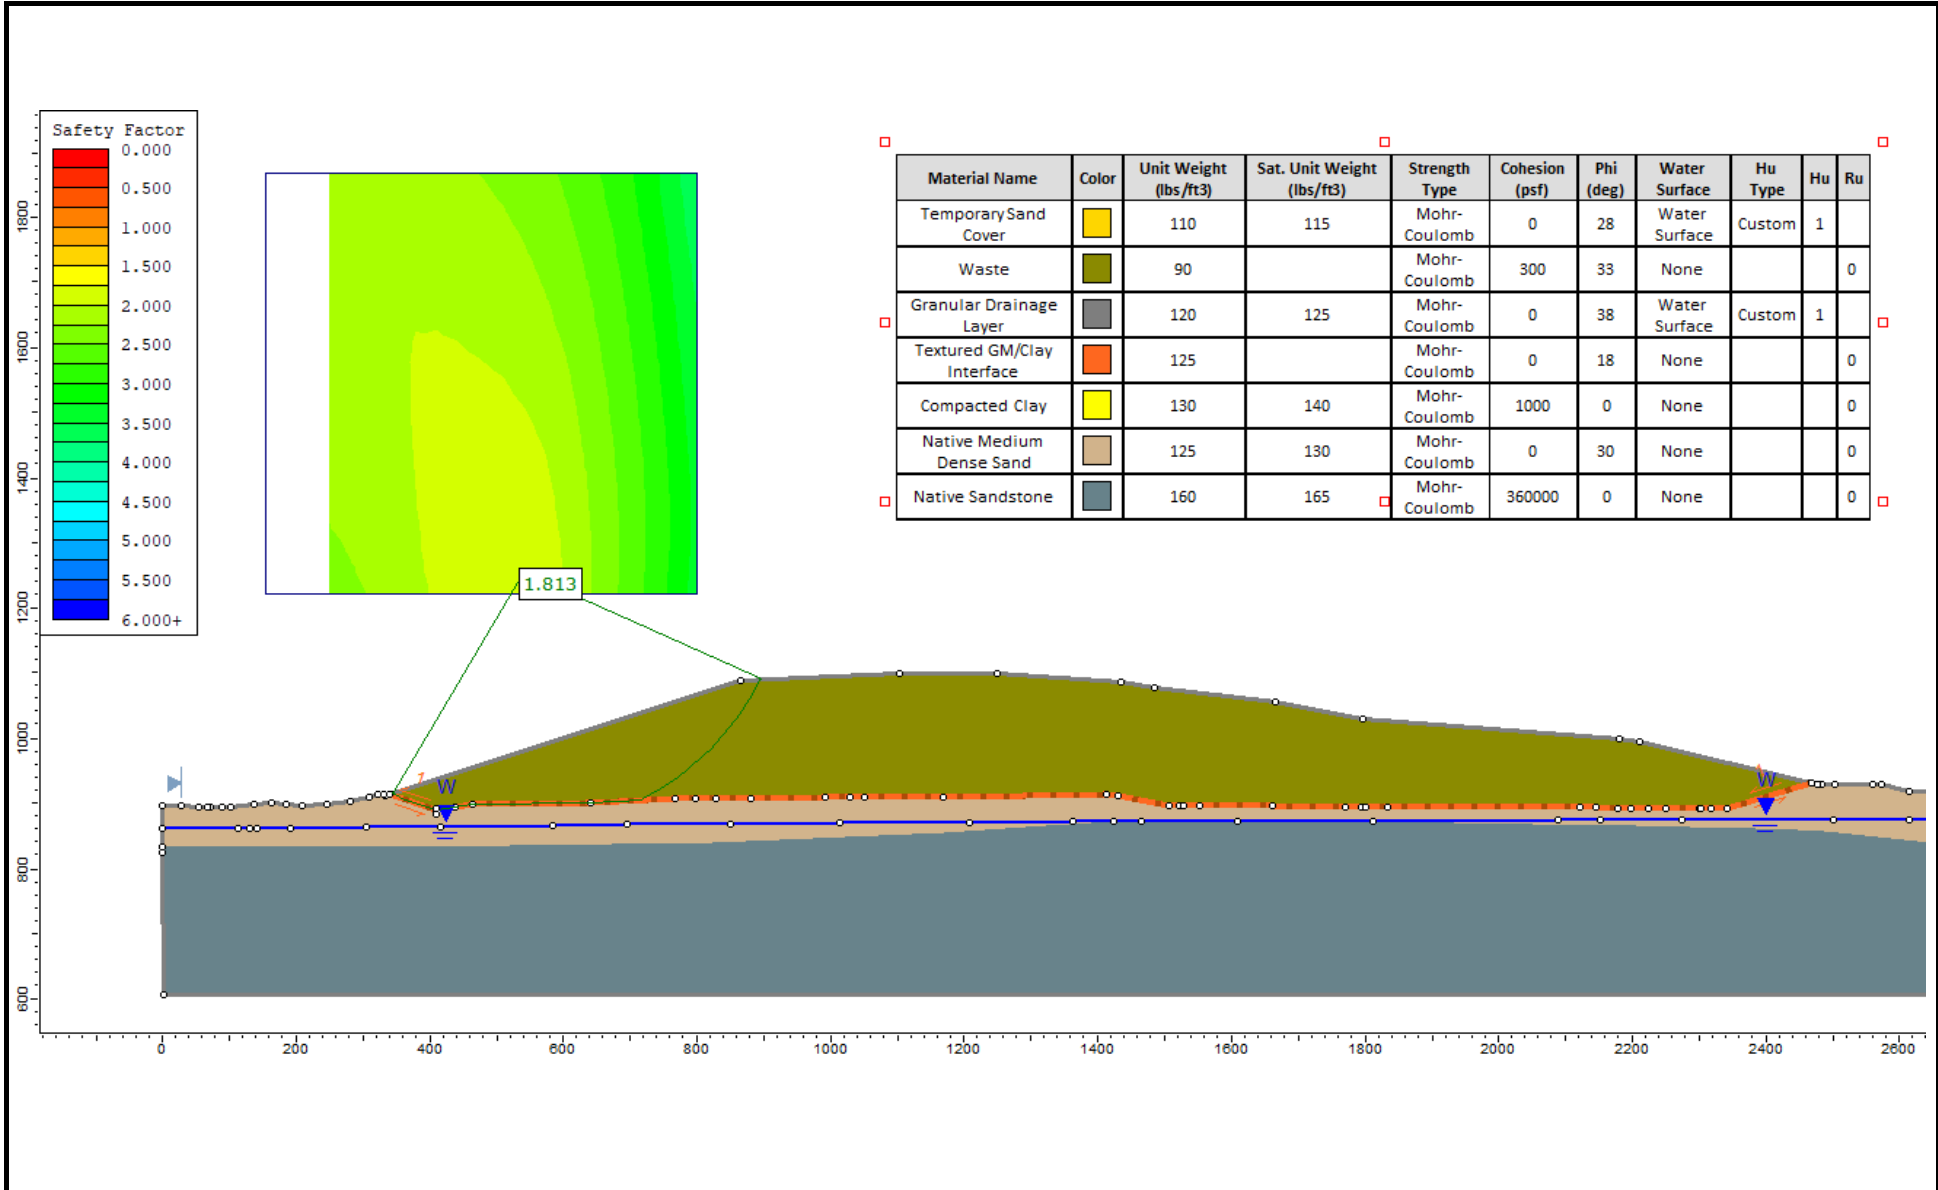 Safety Factor
0.000
0.500
1.000
1.500
2.000
2.500
3.000
3.500
4.000
4.500
5.000
5.500
6.000+
Material Name Color Unit Weight (lbs/ft3) Sat. Unit Weight (lbs/ft3) Strength Type Cohesion (psf) Phi (deg) Water Surface Hu Type Hu Ru
Temporary Sand Cover 110 115 Mohr-Coulomb 0 28 Water Surface Custom 1
Waste 90 Mohr-Coulomb 300 33 None 0
Granular Drainage Layer 120 125 Mohr-Coulomb 0 38 Water Surface Custom 1
Textured GM/Clay Interface 125 Mohr-Coulomb 0 18 None 0
Compacted Clay 130 140 Mohr-Coulomb 1000 0 None 0
Native Medium Dense Sand 125 130 Mohr-Coulomb 0 30 None 0
Native Sandstone 160 165 Mohr-Coulomb 360000 0 None 0
1.813
W
W
1800
1600
1400
1200
1000
800
600
0 200 400 600 800 1000 1200 1400 1600 1800 2000 2200 2400 2600